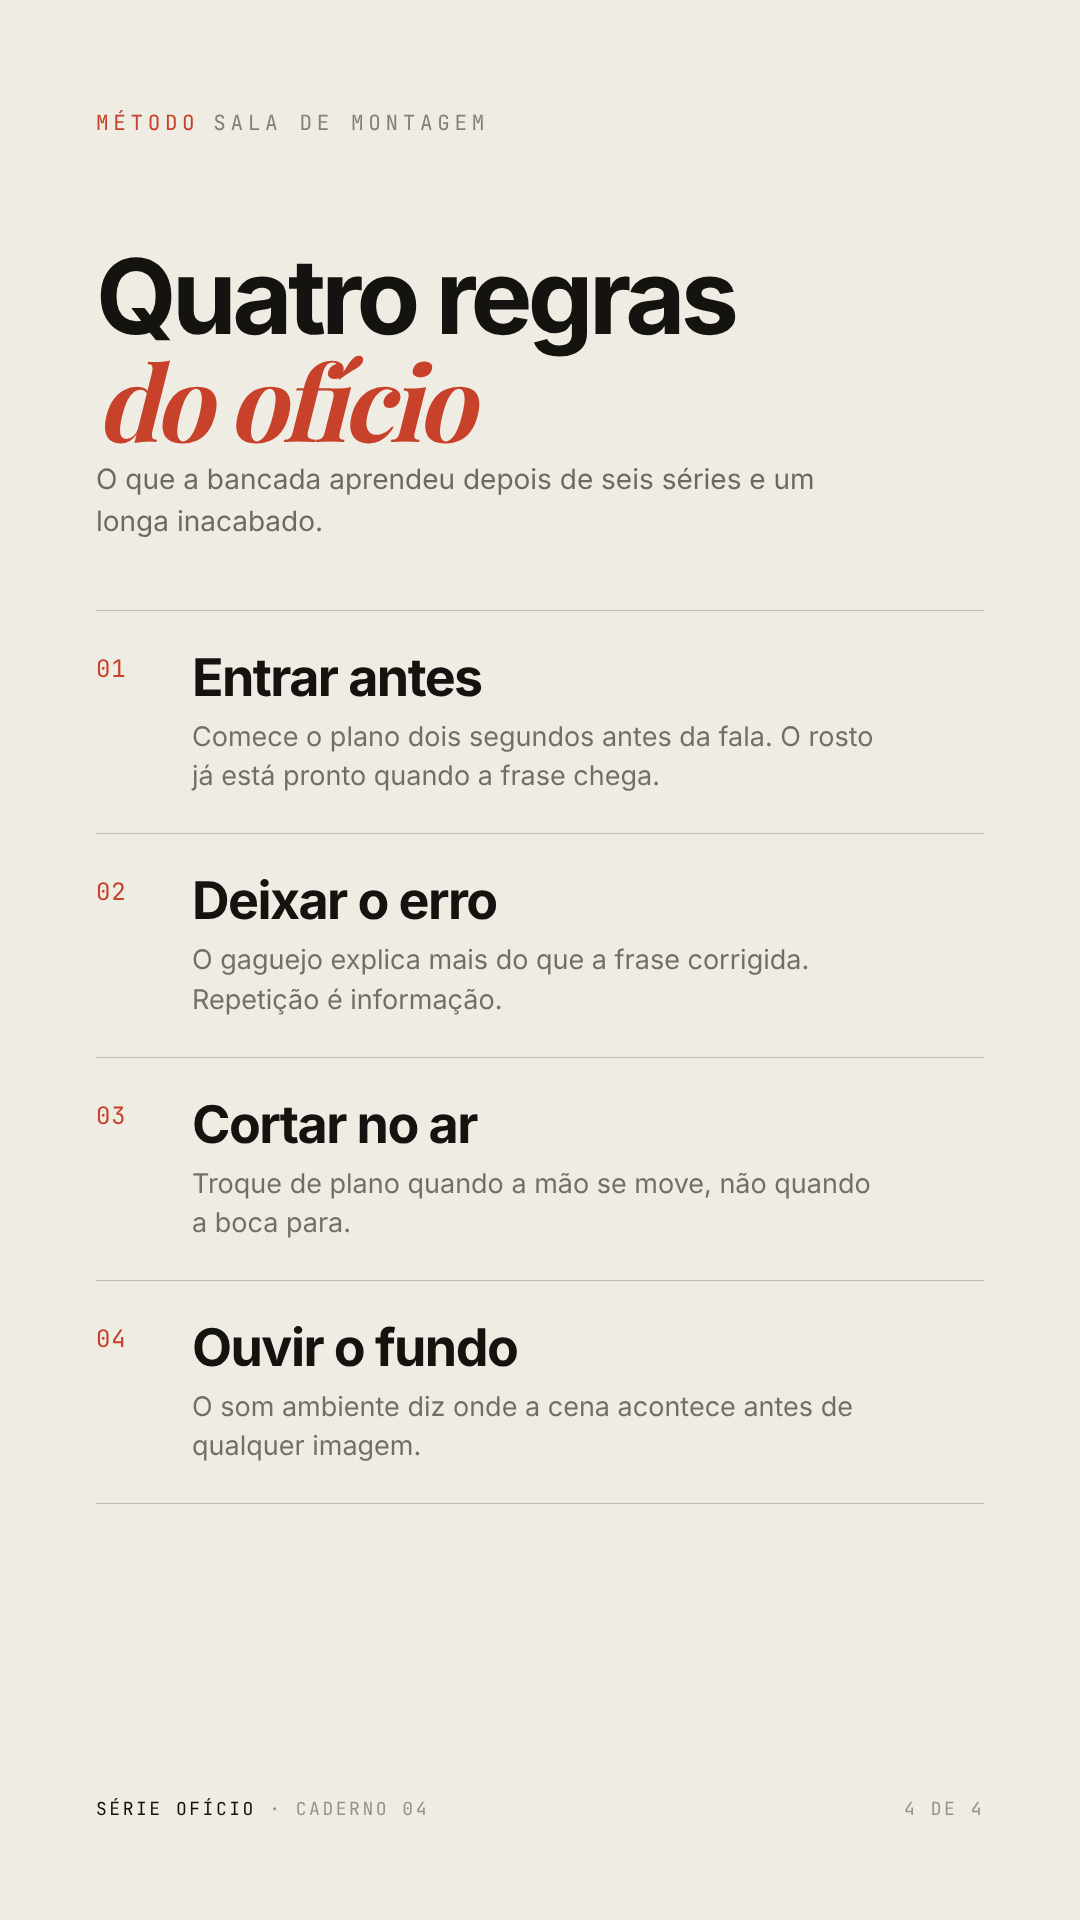 MÉTODO SALA DE MONTAGEM
Quatro regras
do ofício
O que a bancada aprendeu depois de seis séries e um
longa inacabado.
01
Entrar antes
Comece o plano dois segundos antes da fala. O rosto
já está pronto quando a frase chega.
02
Deixar o erro
O gaguejo explica mais do que a frase corrigida.
Repetição é informação.
03
Cortar no ar
Troque de plano quando a mão se move, não quando
a boca para.
04
Ouvir o fundo
O som ambiente diz onde a cena acontece antes de
qualquer imagem.
SÉRIE OFÍCIO · CADERNO 04
4 DE 4